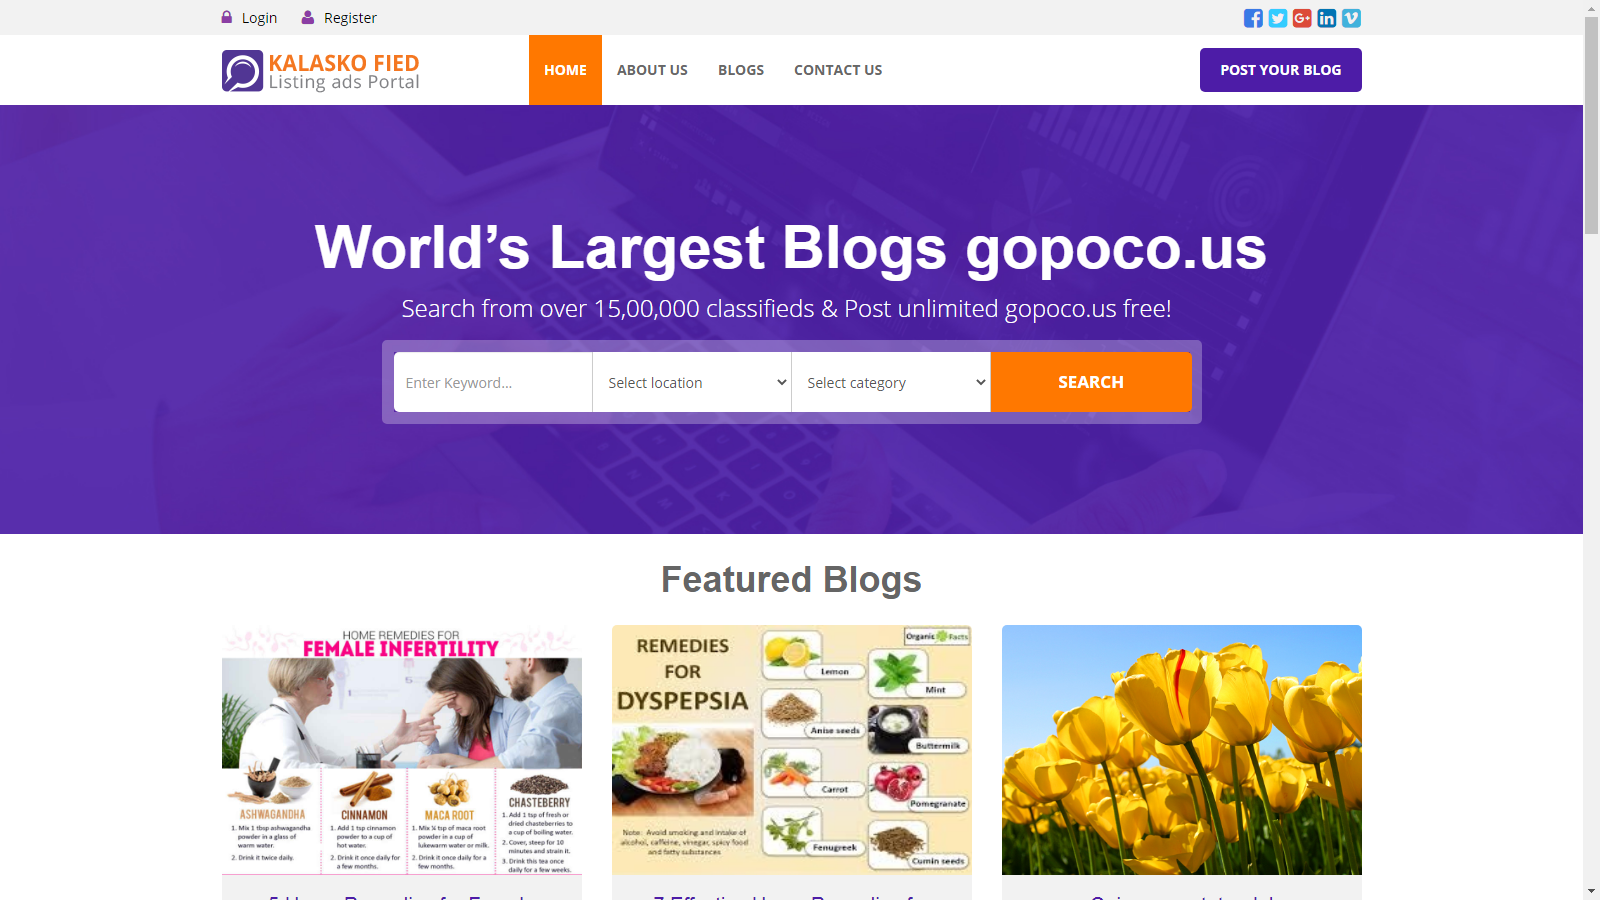 Login
Register
KALASKO FIED
Listing ads Portal
HOME
ABOUT US
BLOGS
CONTACT US
POST YOUR BLOG
World’s Largest Blogs gopoco.us
Search from over 15,00,000 classifieds & Post unlimited gopoco.us free!
Enter Keyword...
Select location
Select category
SEARCH
Featured Blogs
HOME REMEDIES FOR
FEMALE INFERTILITY
ASHWAGANDHA
1. Mix 1 tbsp ashwagandha
powder in a glass of
warm water.
2. Drink it twice daily.
CINNAMON
1. Add 1 tsp cinnamon
powder to a cup of
hot water.
2. Drink it once daily for
a few months.
MACA ROOT
1. Mix ½ tsp of maca root
powder in a cup of
lukewarm water or milk.
2. Drink it once daily for a
few months.
CHASTEBERRY
1. Add 1 tsp of fresh or
dried chasteberries to
a cup of boiling water.
2. Cover, steep for 10
minutes and strain it.
3. Drink this tea once
daily for a few weeks.
Organic Facts
REMEDIES
FOR
DYSPEPSIA
Lemon
Mint
Anise seeds
Buttermilk
Carrot
Pomegranate
Fenugreek
Cumin seeds
Note: Avoid smoking and intake of
alcohol, caffeine, vinegar, spicy food
and fatty substances